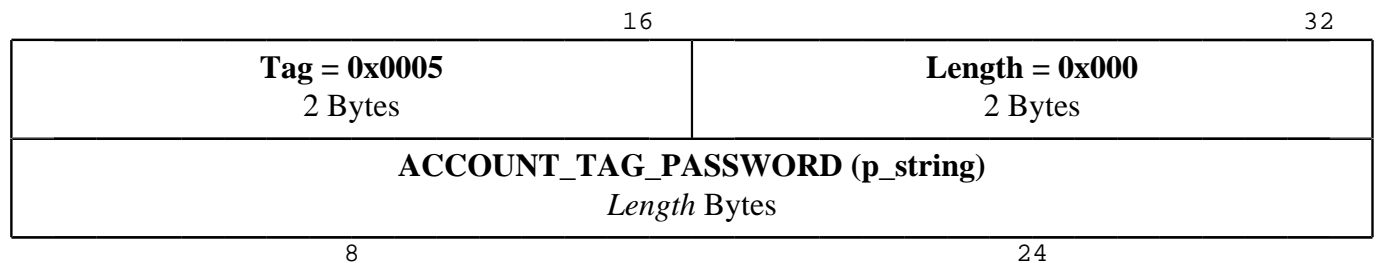 16 32
Tag = 0x0005 Length = 0x000
2 Bytes 2 Bytes
ACCOUNT_TAG_PASSWORD (p_string)
Length Bytes
8 24